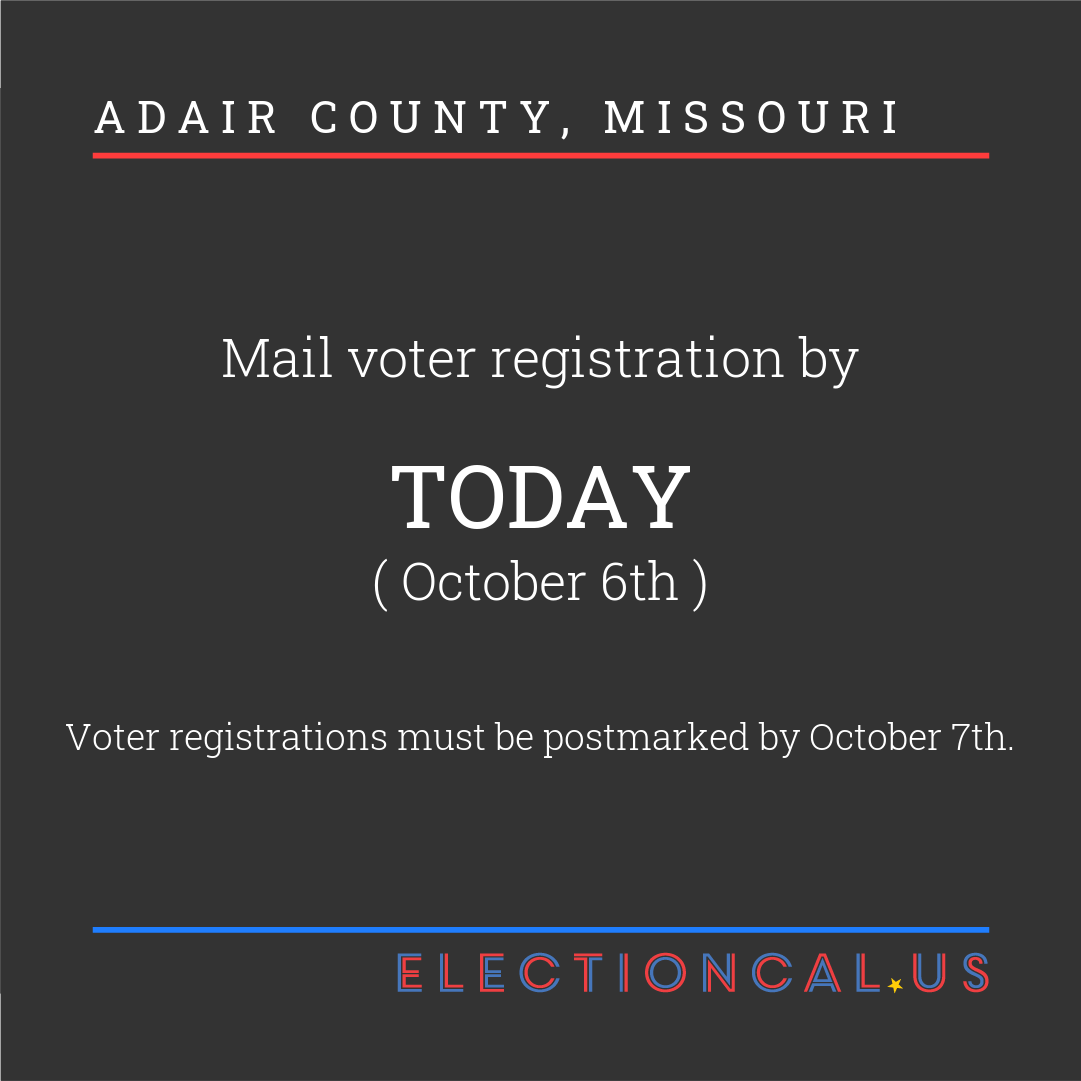 ADAIR COUNTY, MISSOURI
Mail voter registration by
TODAY
( October 6th )
Voter registrations must be postmarked by October 7th.
ELECTIONCAL.US